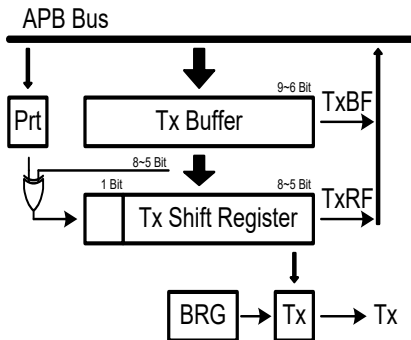 APB Bus
9~6 Bit
TxBF
Prt
Tx Buffer
8~5 Bit
1 Bit
8~5 Bit
TxRF
Tx Shift Register
BRG
Tx
Tx